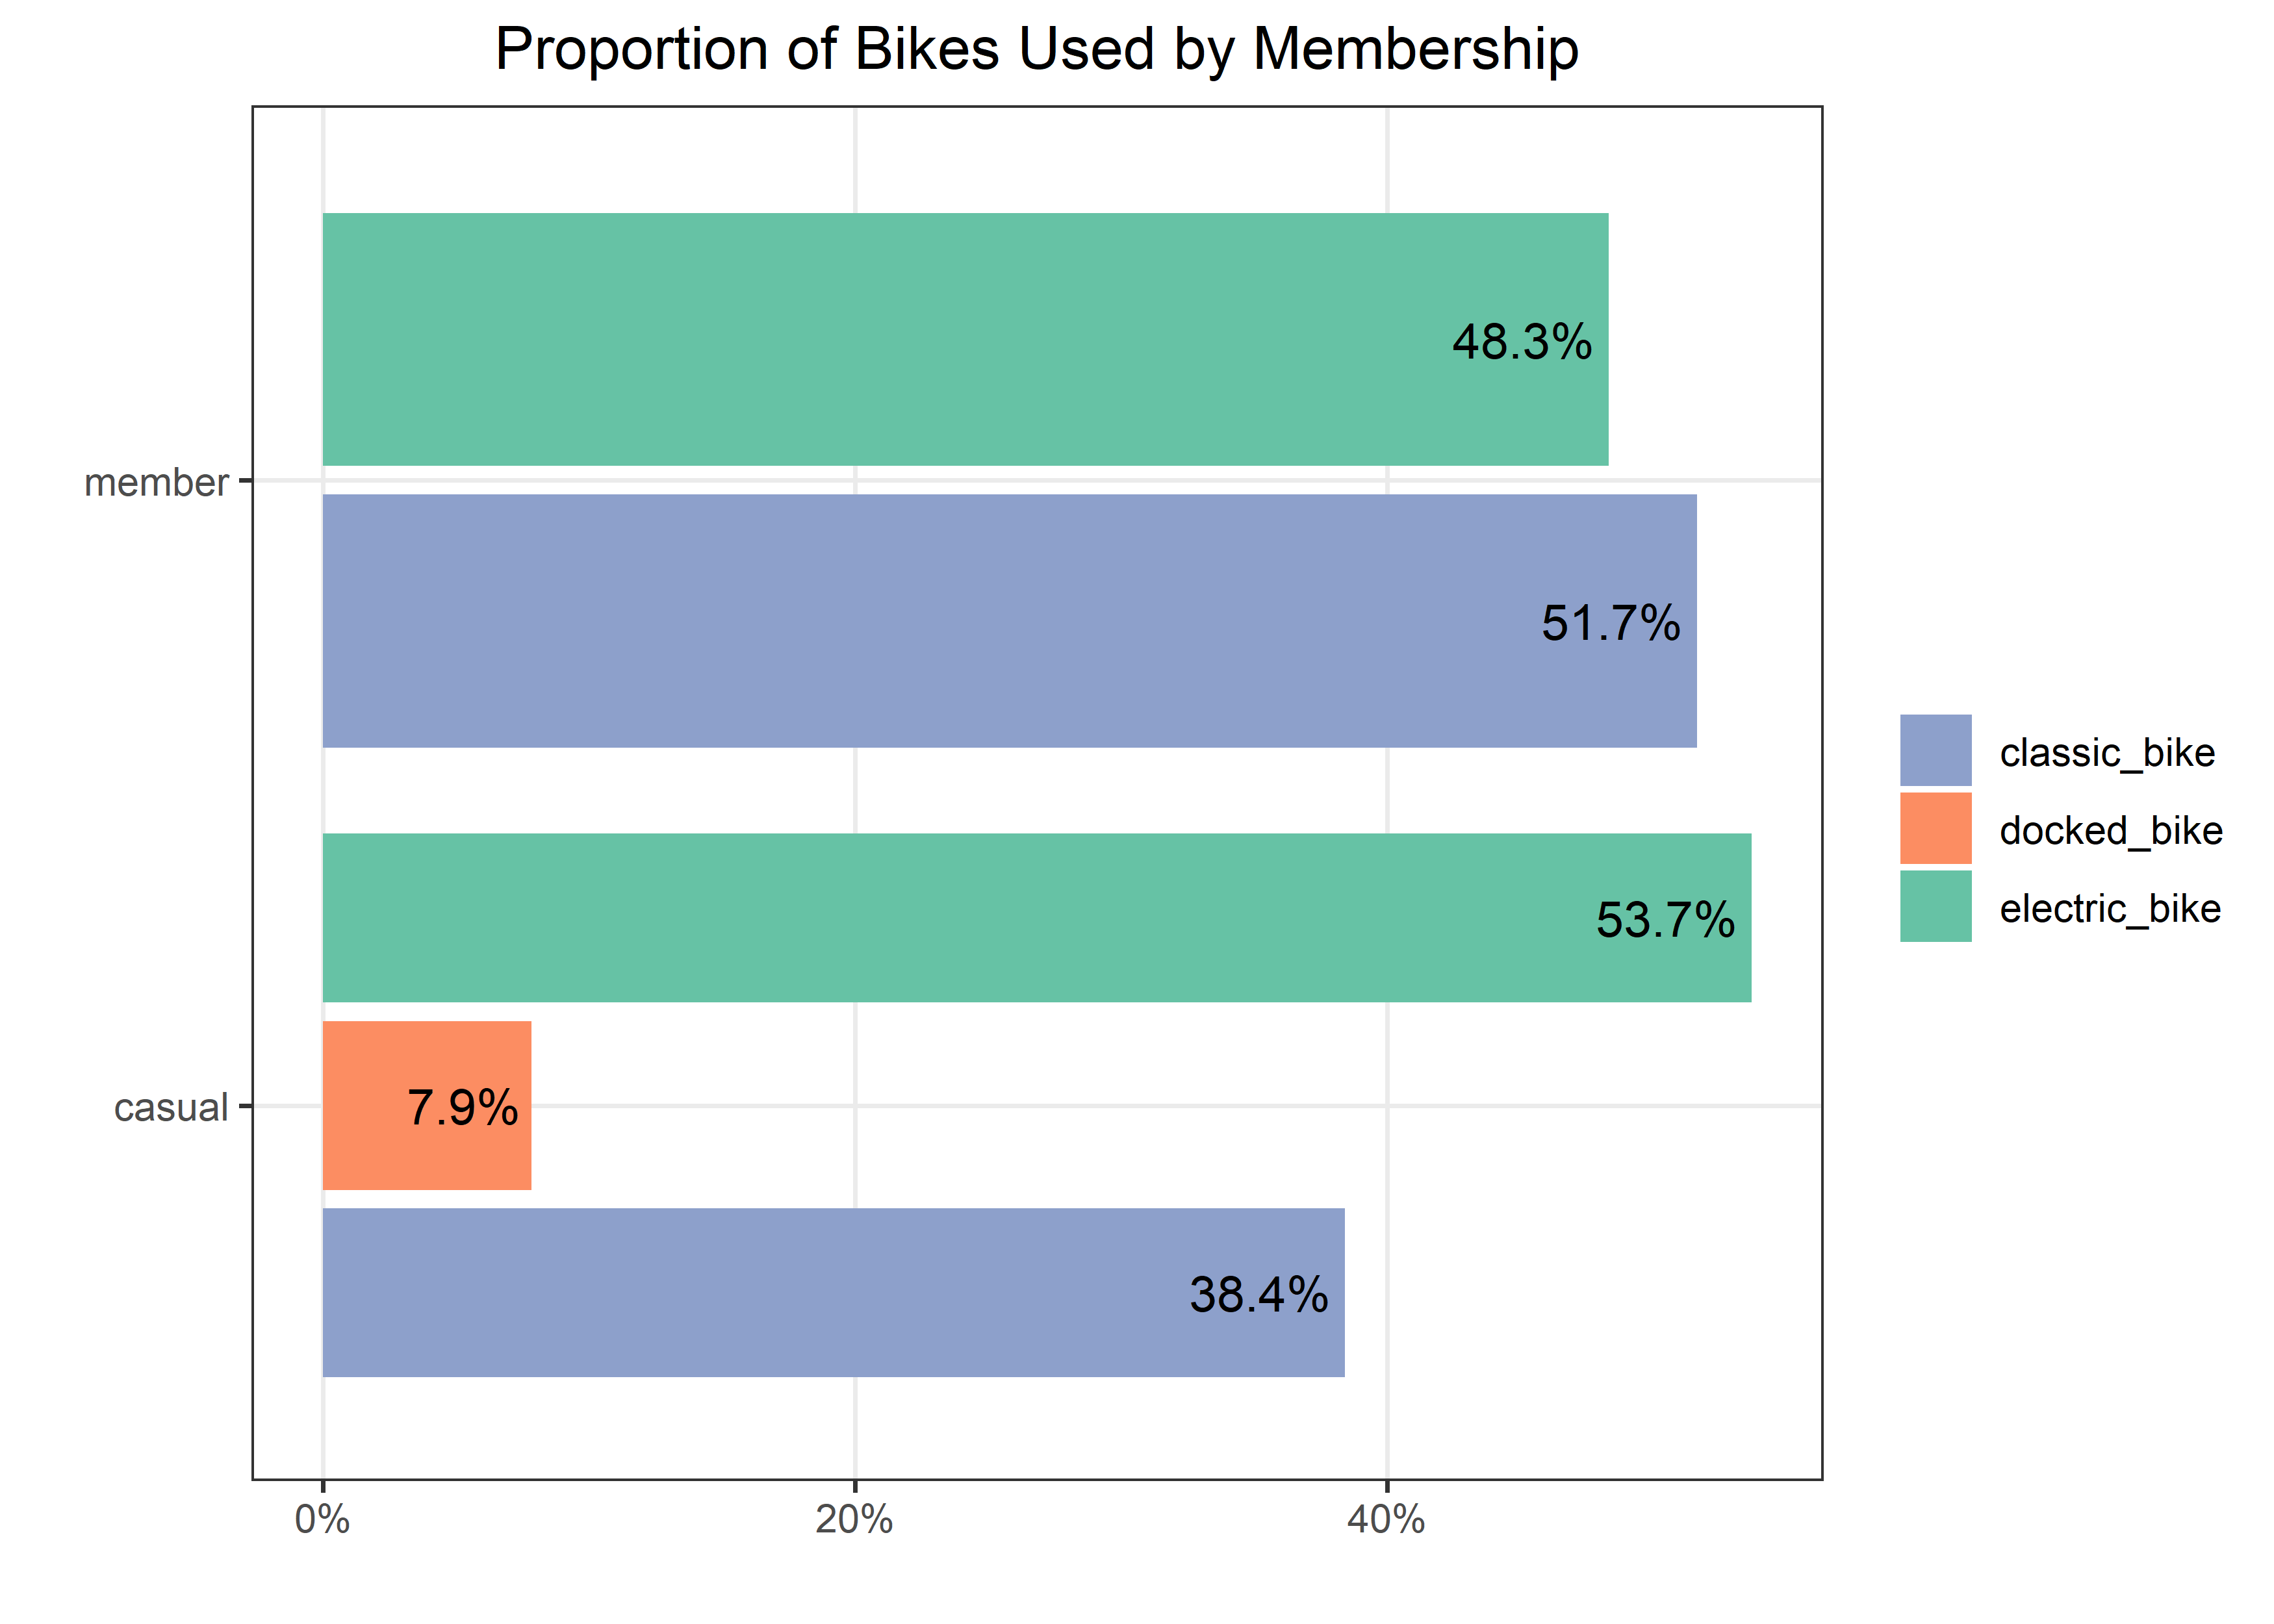 Proportion of Bikes Used by Membership
48.3%
member
51.7%
classic_bike
docked_bike
electric_bike
53.7%
casual
7.9%
38.4%
0%
20%
40%